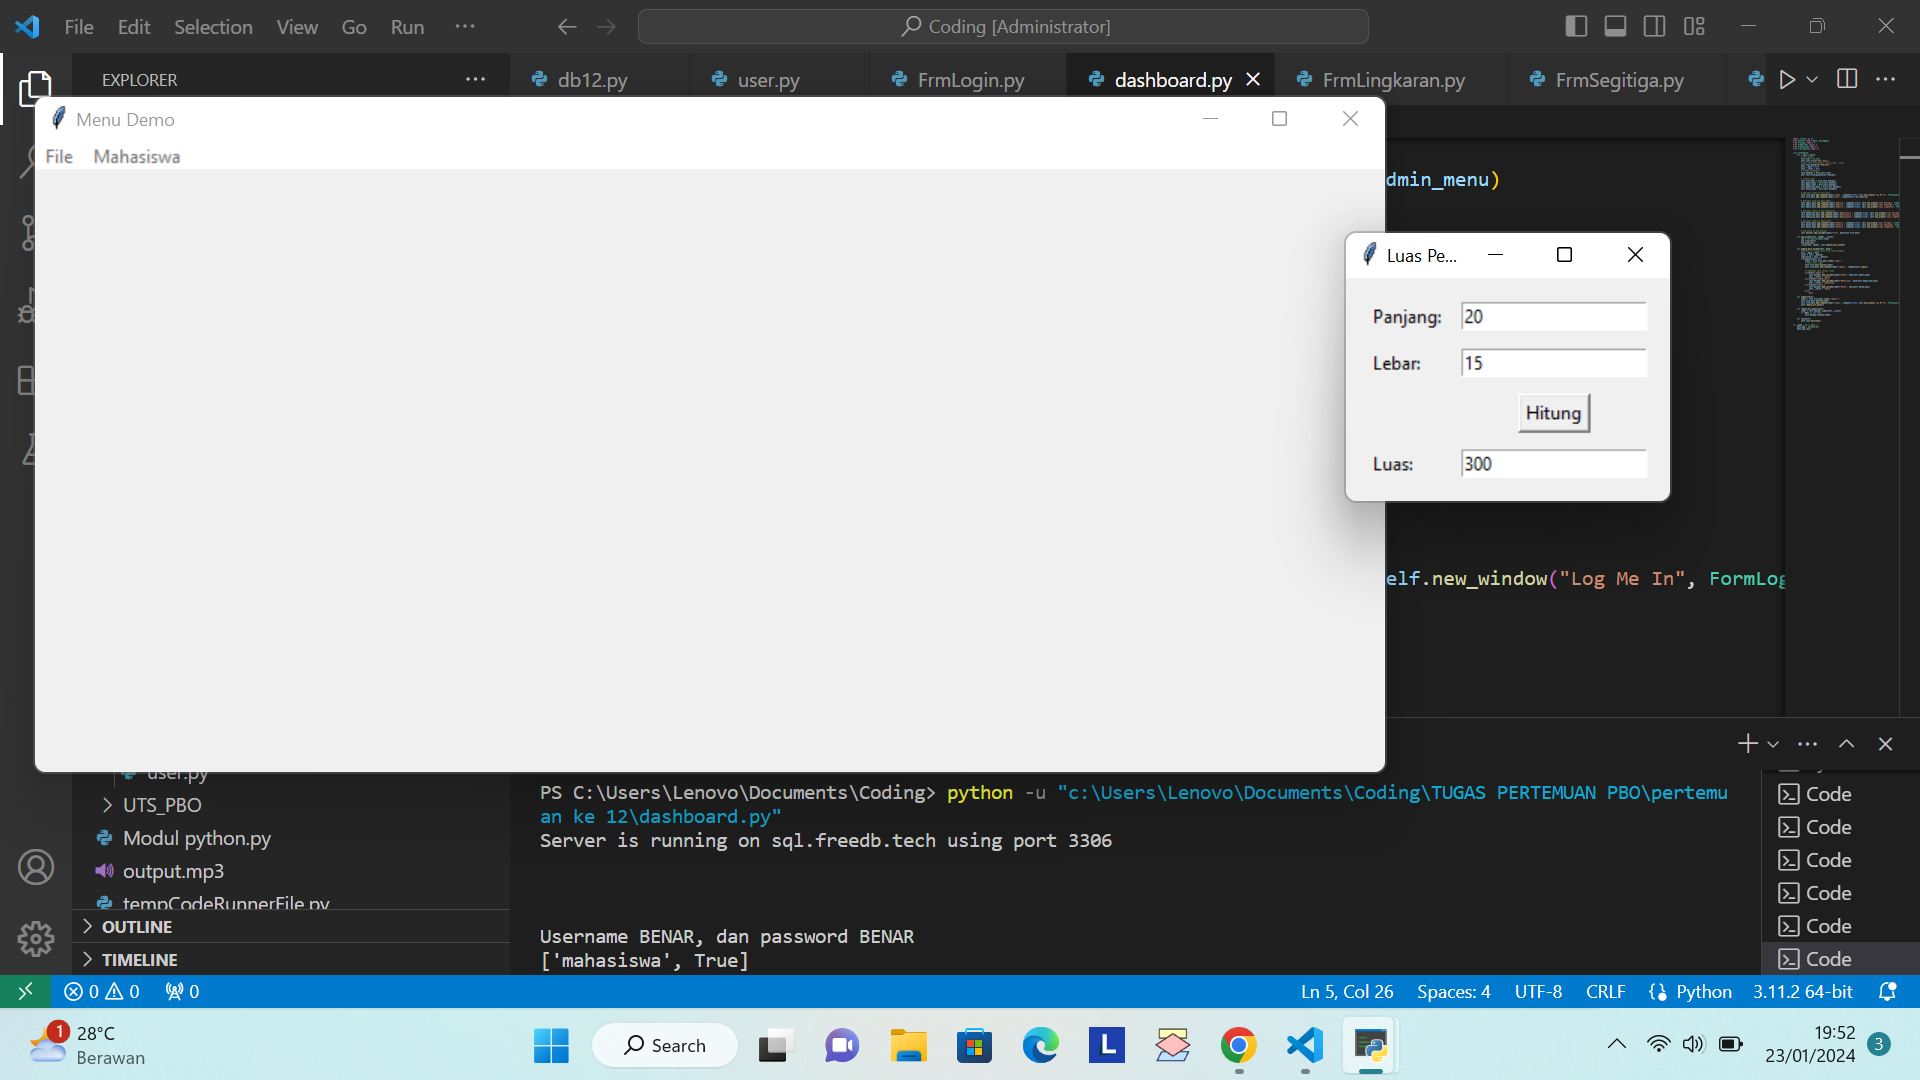 File Edit Selection View Go Run ···
Coding [Administrator]
EXPLORER
db12.py
user.py
FrmLogin.py
dashboard.py
FrmLingkaran.py
FrmSegitiga.py
Menu Demo
File Mahasiswa
dmin_menu)
Luas Pe...
Panjang: 20
Lebar: 15
Hitung
Luas: 300
elf.new_window("Log Me In", FormLog
user.py
UTS_PBO
Modul python.py
output.mp3
tempCodeRunnerFile.py
OUTLINE
TIMELINE
PS C:\Users\Lenovo\Documents\Coding> python -u "c:\Users\Lenovo\Documents\Coding\TUGAS PERTEMUAN PBO\pertemu
an ke 12\dashboard.py"
Server is running on sql.freedb.tech using port 3306
Username BENAR, dan password BENAR
['mahasiswa', True]
Code
Code
Code
Code
Code
Code
0 0 0
Ln 5, Col 26 Spaces: 4 UTF-8 CRLF Python 3.11.2 64-bit
1
28°C
Berawan
Search
L
19:52
23/01/2024
3